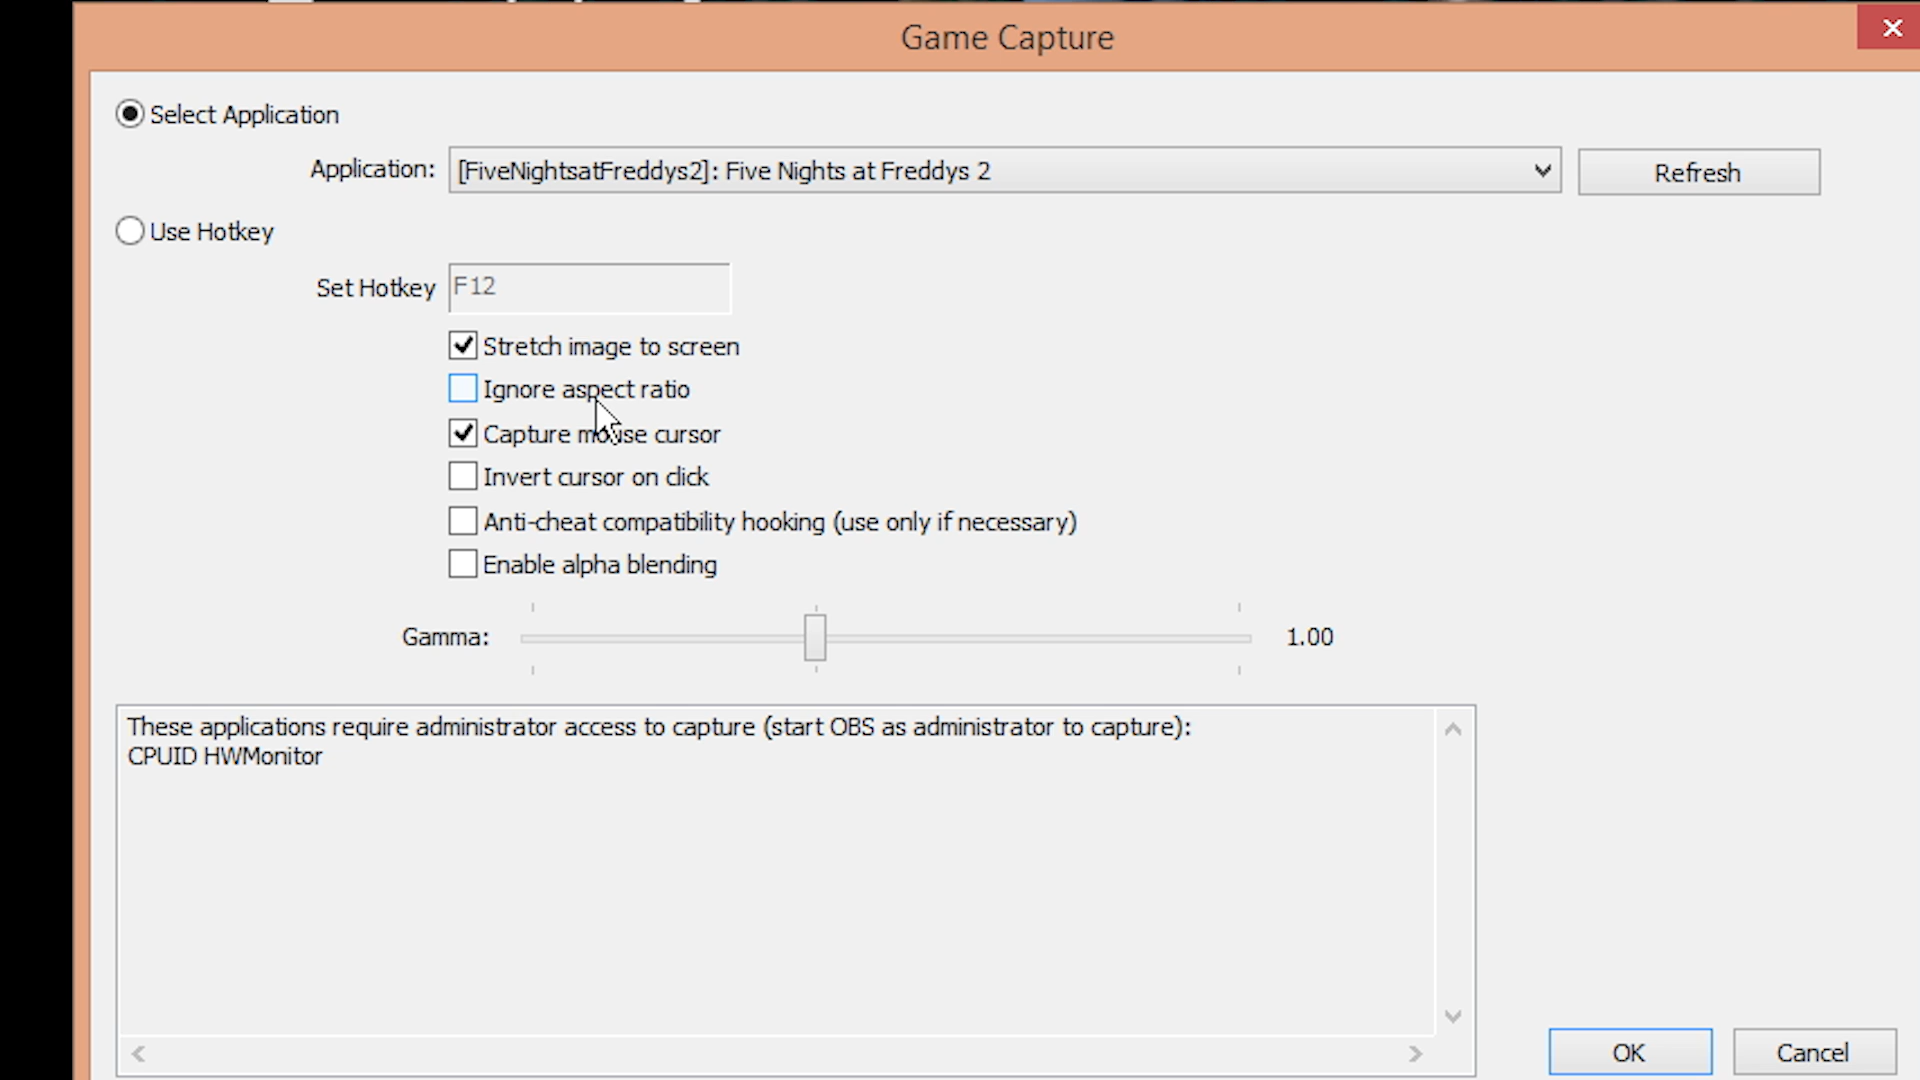 Game Capture
Select Application
Application: [FiveNightsatFreddys2]: Five Nights at Freddys 2 Refresh
Use Hotkey
Set Hotkey F12
Stretch image to screen
Ignore aspect ratio
Capture mouse cursor
Invert cursor on click
Anti-cheat compatibility hooking (use only if necessary)
Enable alpha blending
Gamma: 1.00
These applications require administrator access to capture (start OBS as administrator to capture):
CPUID HWMonitor
OK Cancel